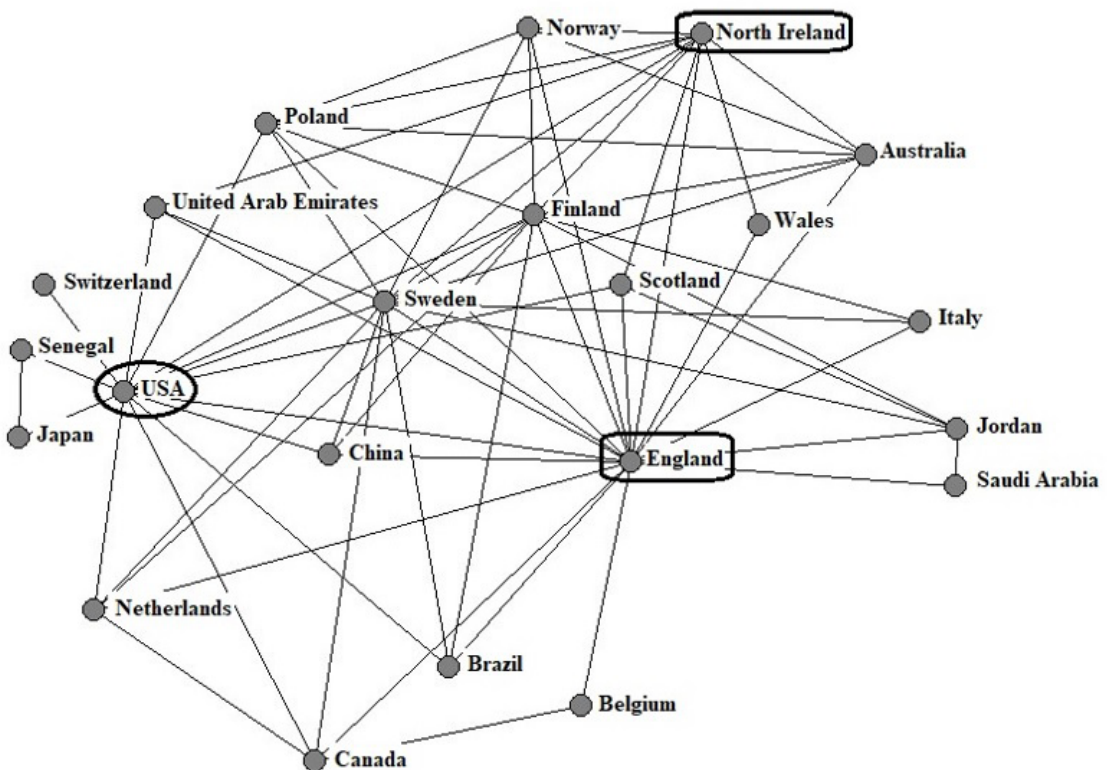 Norway
North Ireland
Poland
Australia
United Arab Emirates
Finland
Wales
Switzerland
Scotland
Sweden
Italy
Senegal
USA
Japan
China
England
Jordan
Saudi Arabia
Netherlands
Brazil
Belgium
Canada